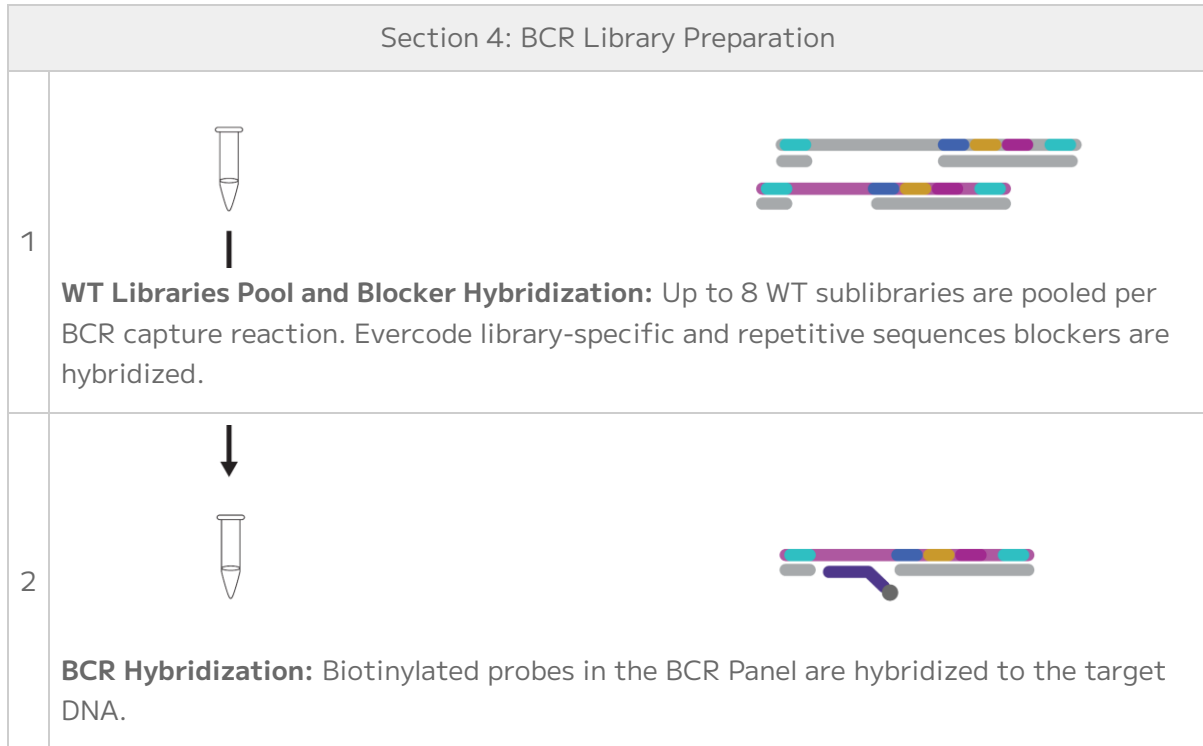 Section 4: BCR Library Preparation
1
WT Libraries Pool and Blocker Hybridization: Up to 8 WT sublibraries are pooled per
BCR capture reaction. Evercode library-specific and repetitive sequences blockers are
hybridized.
2
BCR Hybridization: Biotinylated probes in the BCR Panel are hybridized to the target
DNA.